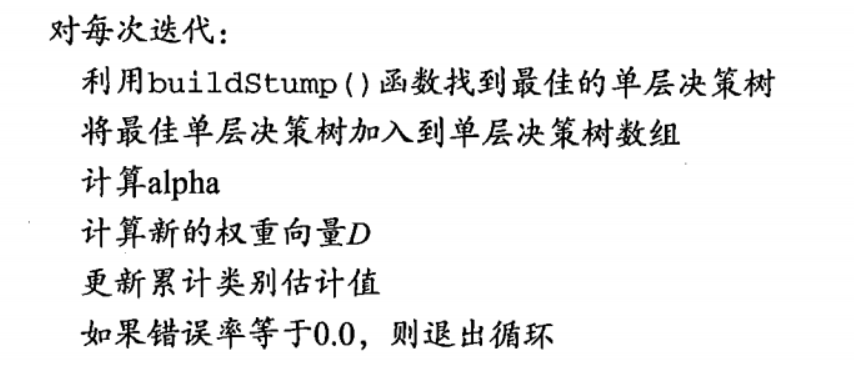 对每次迭代：
利用buildStump()函数找到最佳的单层决策树
将最佳单层决策树加入到单层决策树数组
计算alpha
计算新的权重向量D
更新累计类别估计值
如果错误率等于0.0，则退出循环